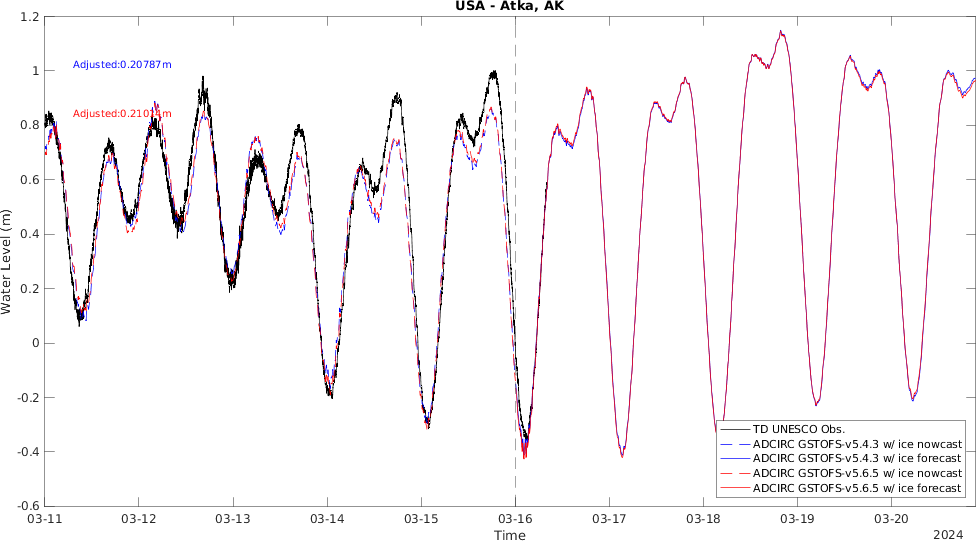 USA - Atka, AK
1.2
1
0.8
0.6
0.4
0.2
0
-0.2
-0.4
-0.6
Water Level (m)
Adjusted:0.20787m
TD UNESCO Obs.
ADCIRC GSTOFS-v5.4.3 w/ ice nowcast
ADCIRC GSTOFS-v5.4.3 w/ ice forecast
ADCIRC GSTOFS-v5.6.5 w/ ice nowcast
ADCIRC GSTOFS-v5.6.5 w/ ice forecast
03-11 03-12 03-13 03-14 03-15 03-16 03-17 03-18 03-19 03-20
Time
2024